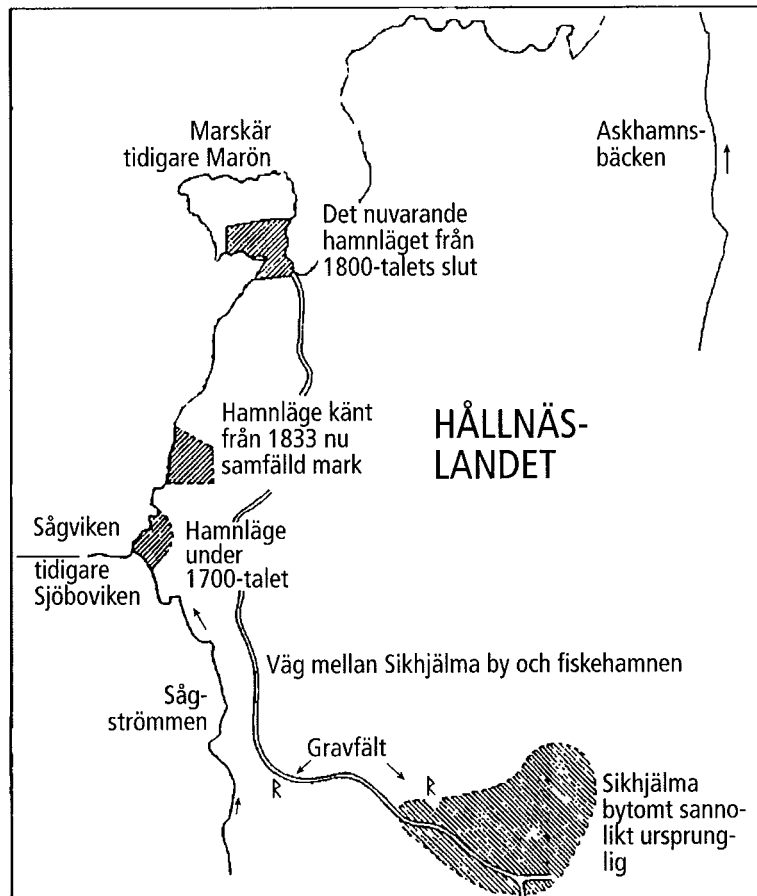 Marskär
tidigare Marön
Askhamns-
bäcken
Det nuvarande
hamnläget från
1800-talets slut
Hamnläge känt
från 1833 nu
samfälld mark
HÅLLNÄS-
LANDET
Sågviken
tidigare
Sjöboviken
Hamnläge
under
1700-talet
Väg mellan Sikhjälma by och fiskehamnen
Såg-
strömmen
Gravfält
R
R
Sikhjälma
bytomt sanno-
likt ursprung-
lig